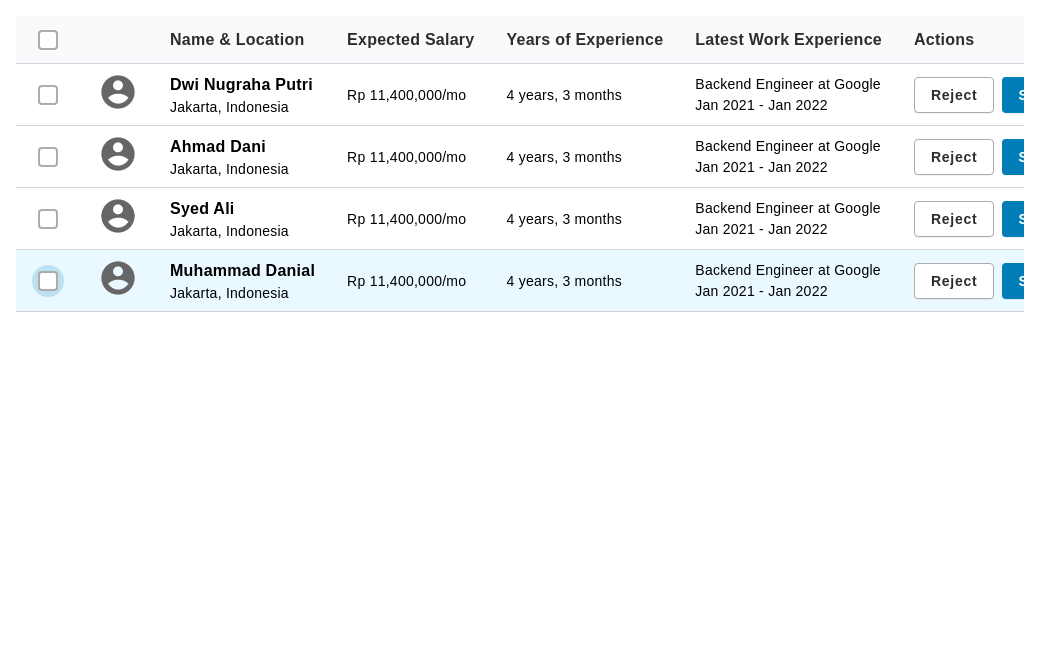 Name & Location Expected Salary Years of Experience Latest Work Experience Actions
Dwi Nugraha Putri
Jakarta, Indonesia
Rp 11,400,000/mo
4 years, 3 months
Backend Engineer at Google
Jan 2021 - Jan 2022
Reject
Ahmad Dani
Jakarta, Indonesia
Rp 11,400,000/mo
4 years, 3 months
Backend Engineer at Google
Jan 2021 - Jan 2022
Reject
Syed Ali
Jakarta, Indonesia
Rp 11,400,000/mo
4 years, 3 months
Backend Engineer at Google
Jan 2021 - Jan 2022
Reject
Muhammad Danial
Jakarta, Indonesia
Rp 11,400,000/mo
4 years, 3 months
Backend Engineer at Google
Jan 2021 - Jan 2022
Reject